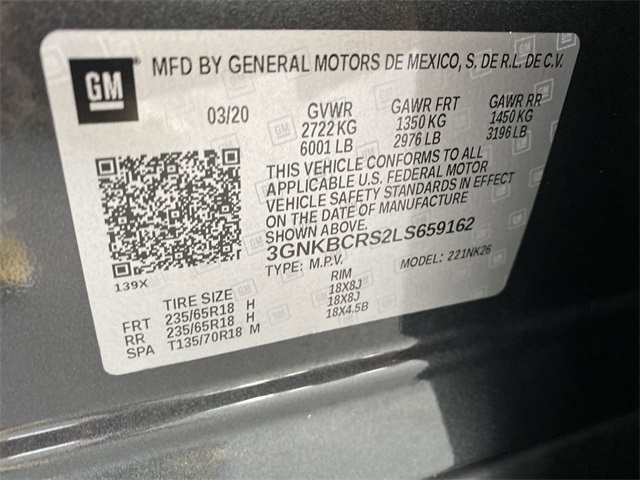 GM
MFD BY GENERAL MOTORS DE MEXICO, S. DE R.L. DE C.V.
03/20 GVWR GAWR FRT GAWR RR
2722 KG 1350 KG 1450 KG
6001 LB 2976 LB 3196 LB
THIS VEHICLE CONFORMS TO ALL
APPLICABLE U.S. FEDERAL MOTOR
VEHICLE SAFETY STANDARDS IN EFFECT
ON THE DATE OF MANUFACTURE
SHOWN ABOVE.
3GNKBCRS2LS659162
TYPE: M.P.V. MODEL: 221NK26
139X
TIRE SIZE RIM
FRT 235/65R18 H 18X8J
RR 235/65R18 H 18X8J
SPA T135/70R18 M 18X4.5B